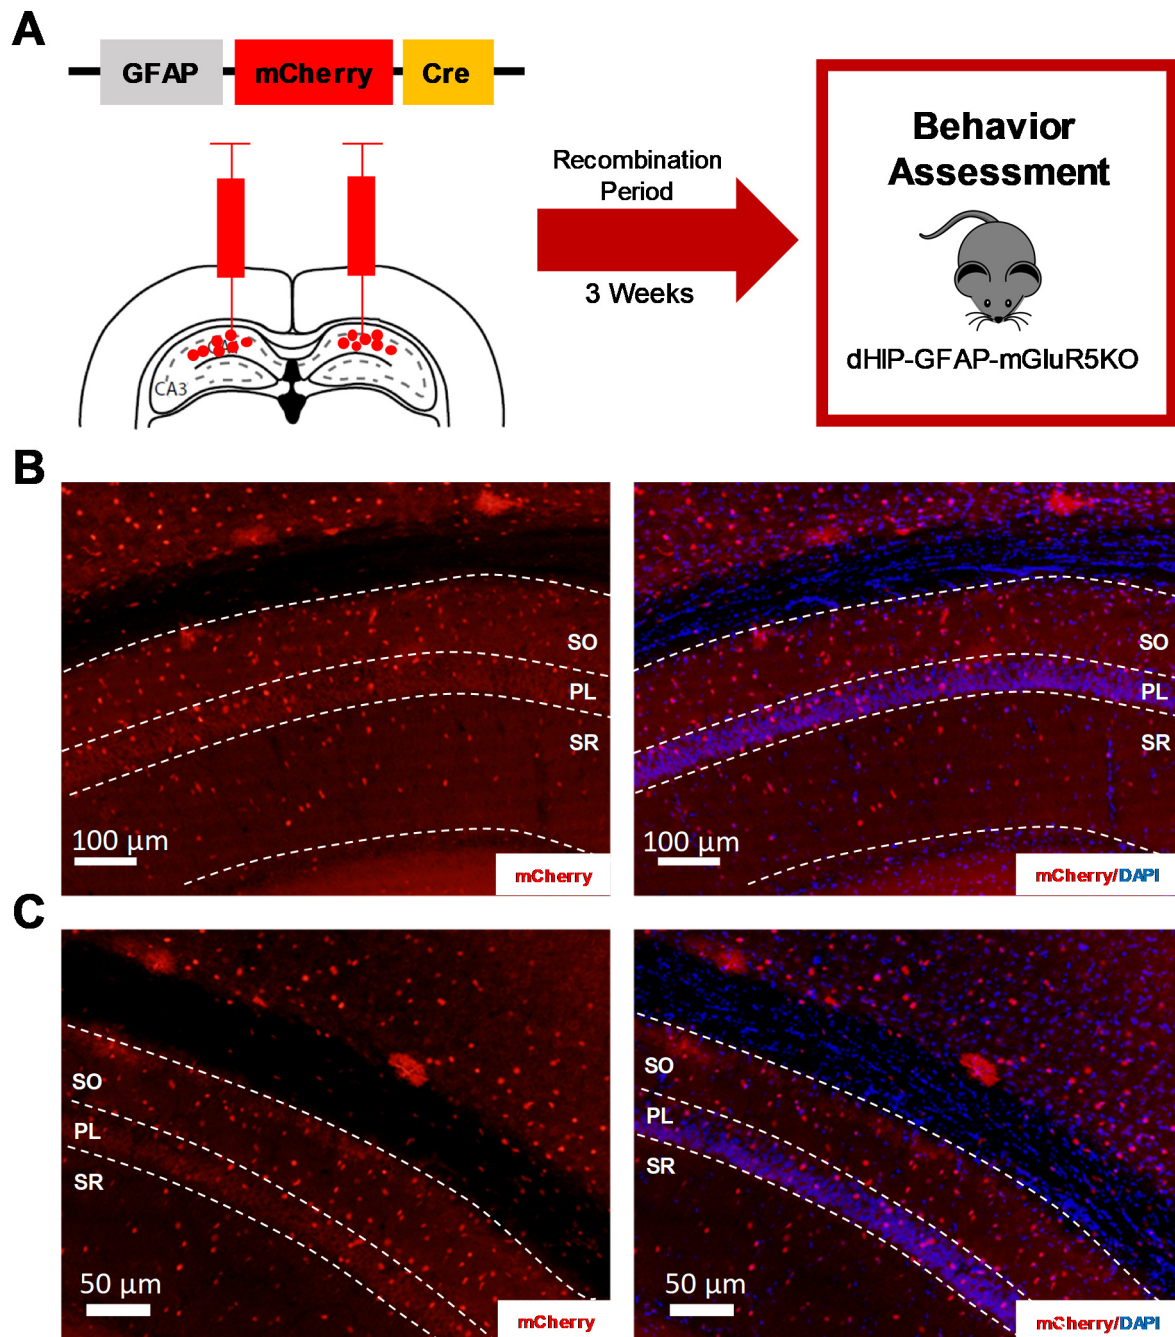 A
GFAP mCherry Cre
Recombination
Period
3 Weeks
Behavior
Assessment
dHIP-GFAP-mGluR5KO
CA3
B
SO
PL
SR
100 µm
mCherry
SO
PL
SR
100 µm
mCherry/DAPI
C
SO
PL
SR
50 µm
mCherry
SO
PL
SR
50 µm
mCherry/DAPI